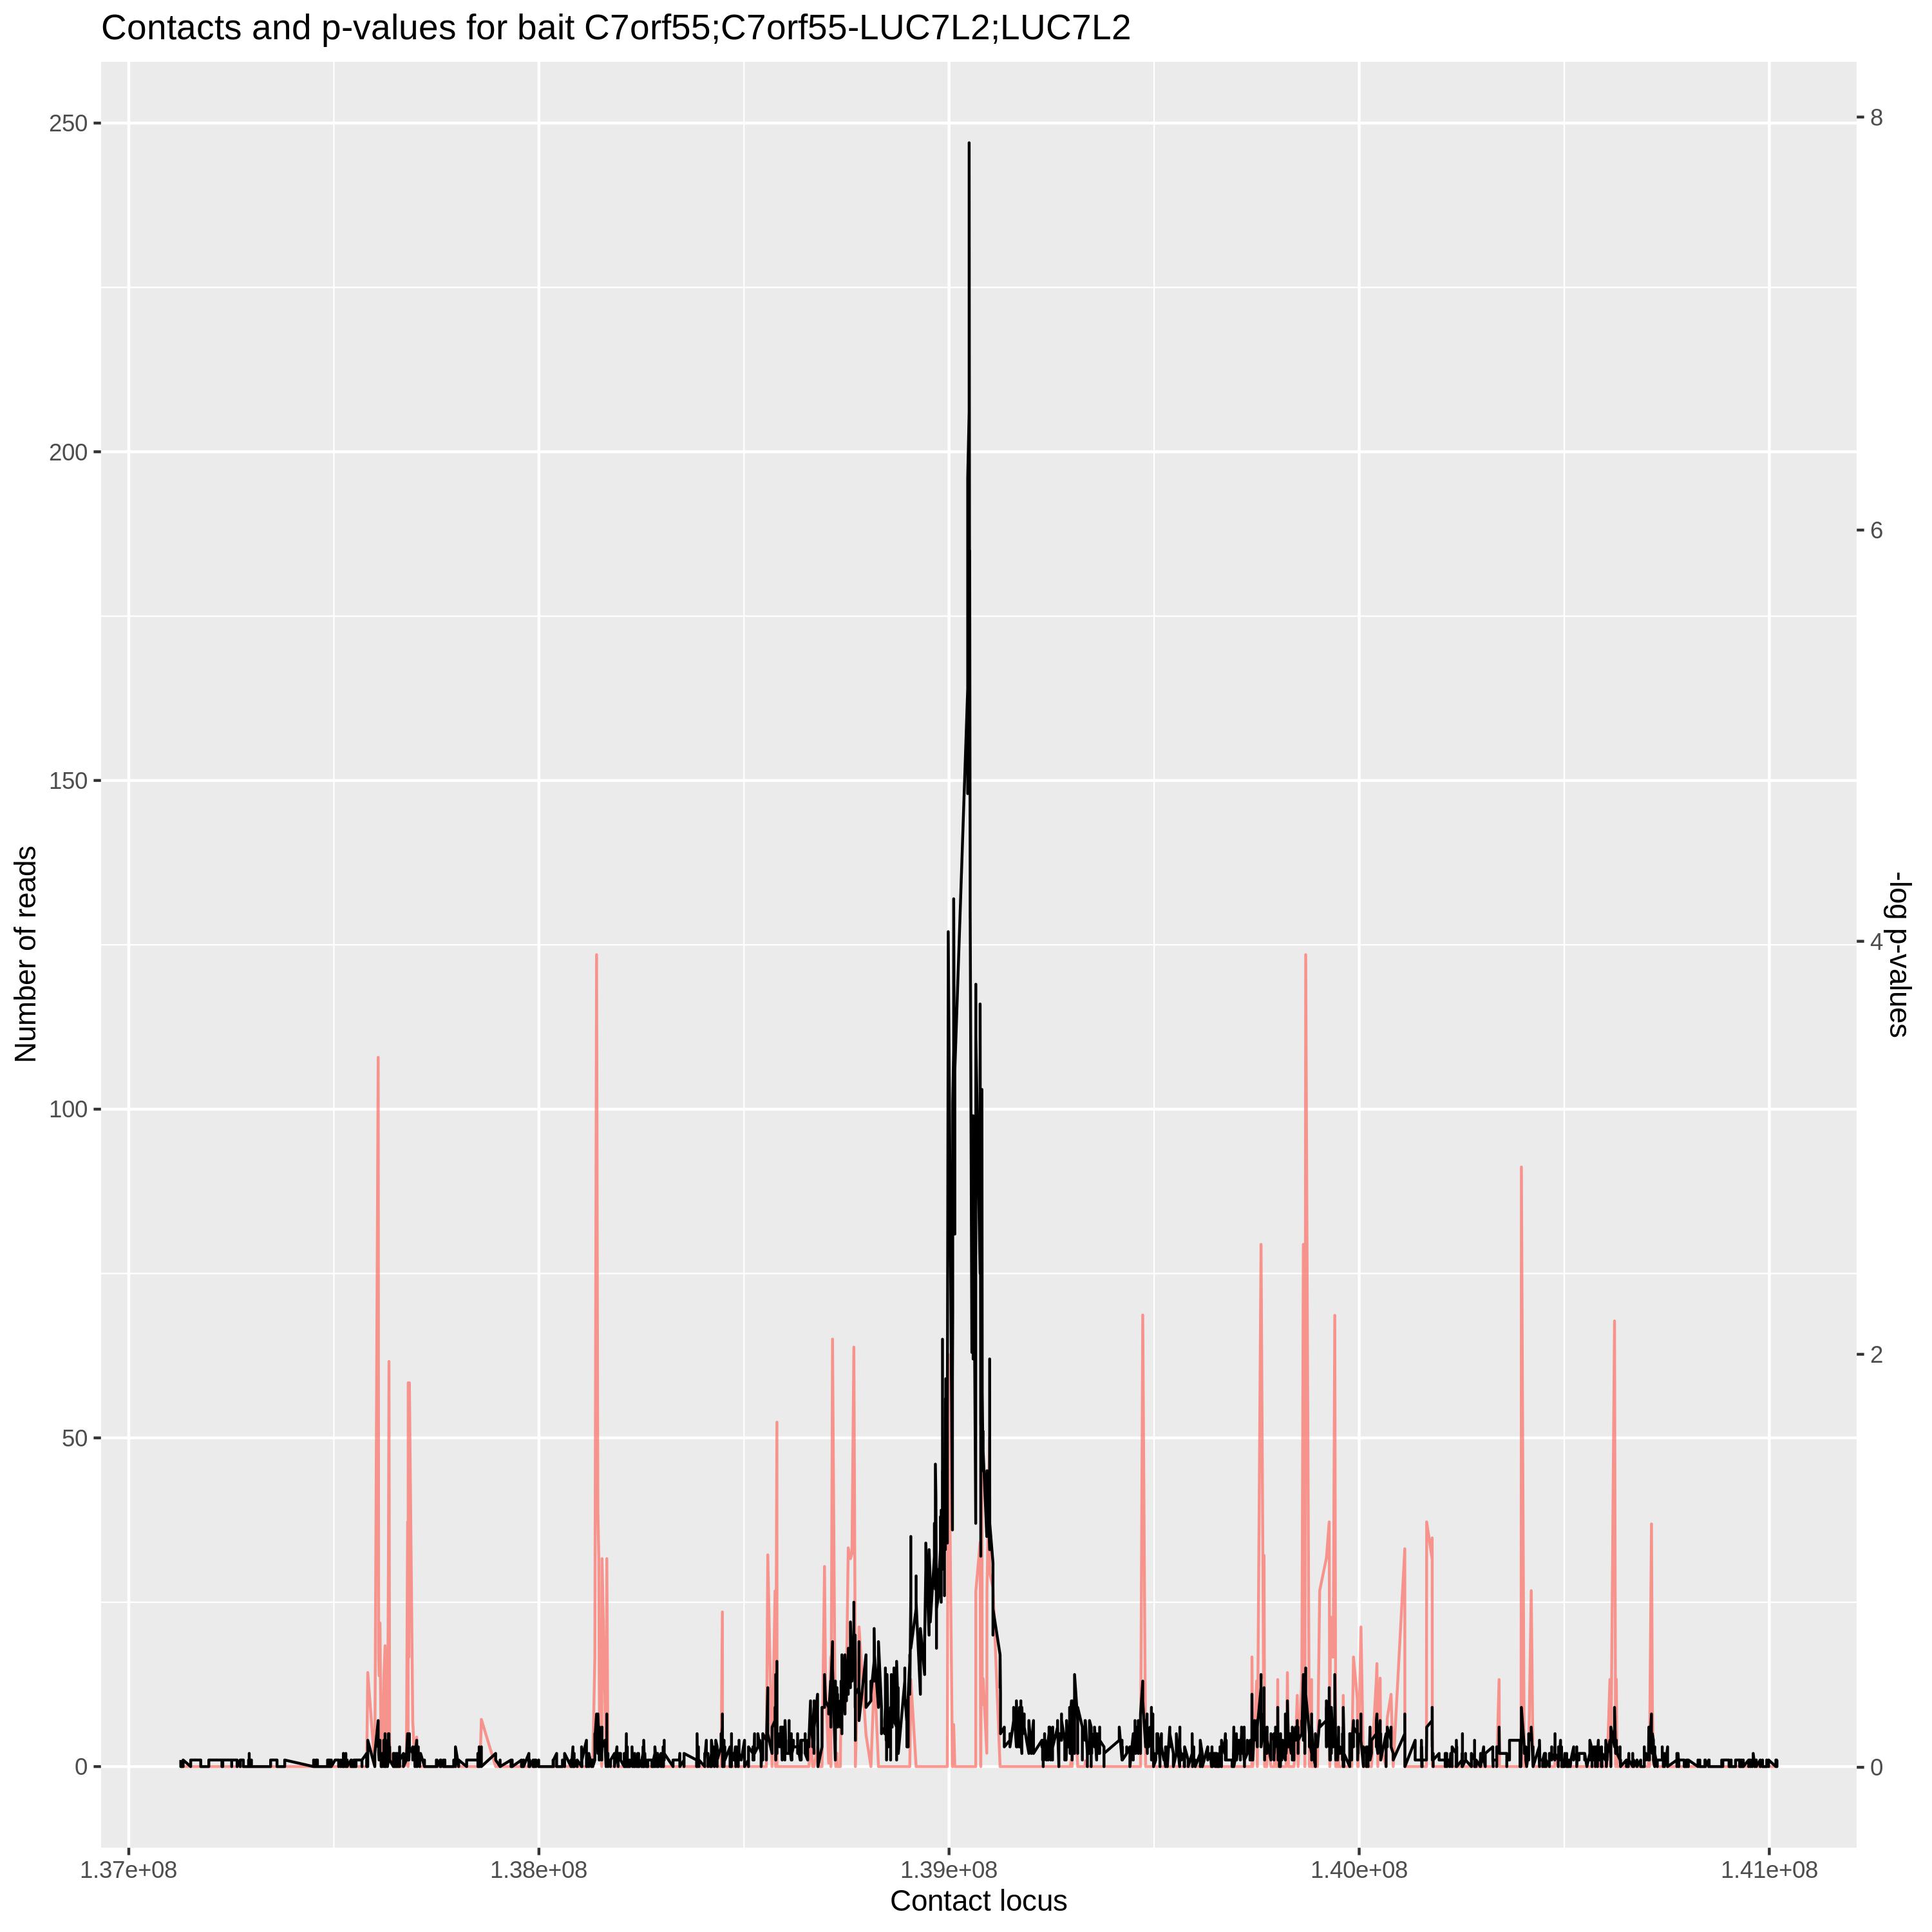 Contacts and p-values for bait C7orf55;C7orf55-LUC7L2;LUC7L2
250
200
150
100
50
0
Number of reads
8
6
4
2
0
-log p-values
1.37e+08
1.38e+08
1.39e+08
1.40e+08
1.41e+08
Contact locus